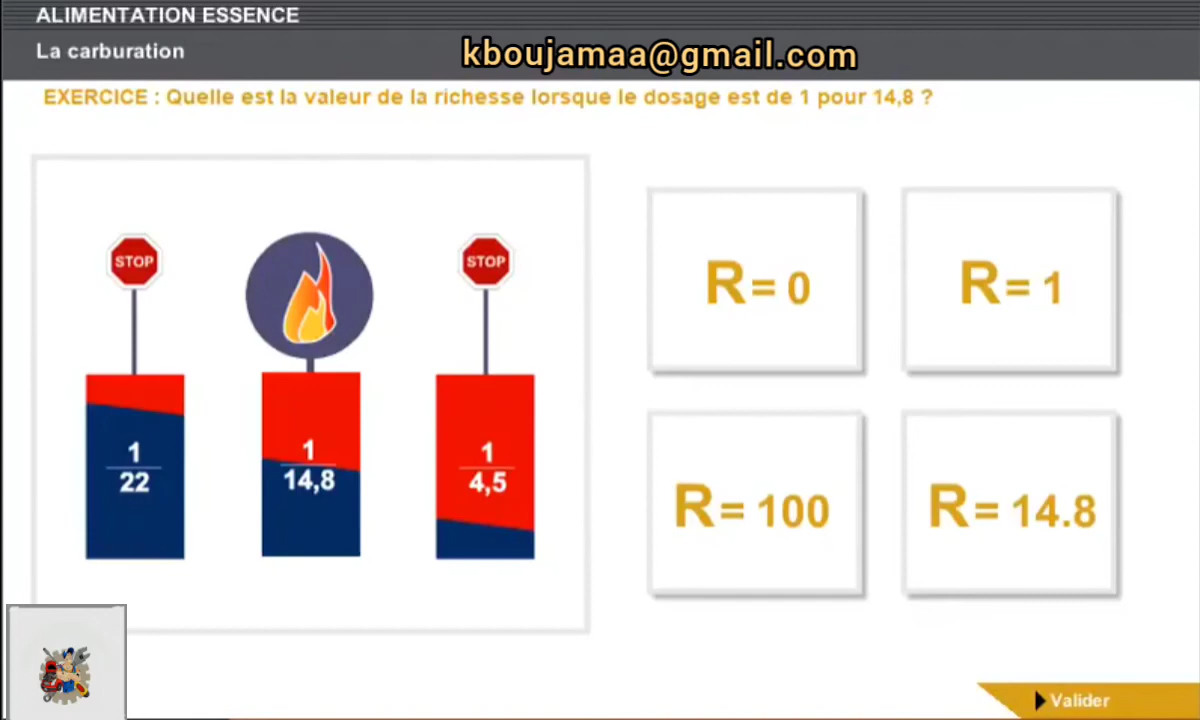 ALIMENTATION ESSENCE
La carburation
kboujamaa@gmail.com
EXERCICE : Quelle est la valeur de la richesse lorsque le dosage est de 1 pour 14,8 ?
STOP
STOP
1
22
1
14,8
1
4,5
R = 0
R = 1
R = 100
R = 14.8
Valider